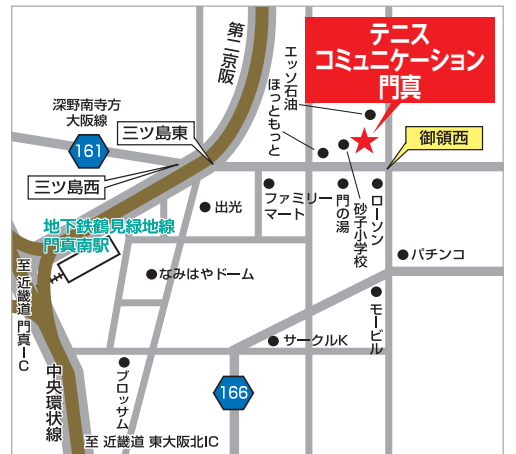 テニス
コミュニケーション
門真
第二京阪
エッソ石油
ほっともっと
深野南寺方
大阪線
161
三ツ島東
御領西
三ツ島西
出光
ファミリー
マート
門の湯
砂子小学校
ローソン
地下鉄鶴見緑地線
門真南駅
パチンコ
至 近畿道 門真IC
なみはやドーム
モービル
サークルK
ブロッサム
166
中央環状線
至 近畿道 東大阪北IC